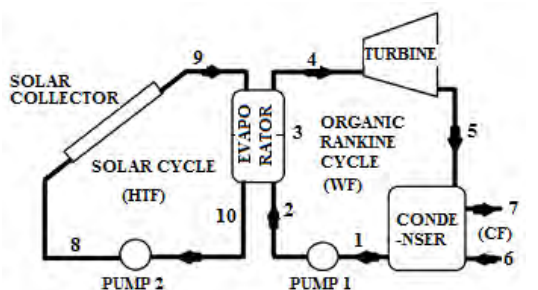 9
4
TURBINE
SOLAR
COLLECTOR
EVAPO
RATOR
3
ORGANIC
RANKINE
CYCLE
(WF)
5
SOLAR CYCLE
(HTF)
10
2
CONDE
-NSER
7
(CF)
6
8
1
PUMP 2
PUMP 1